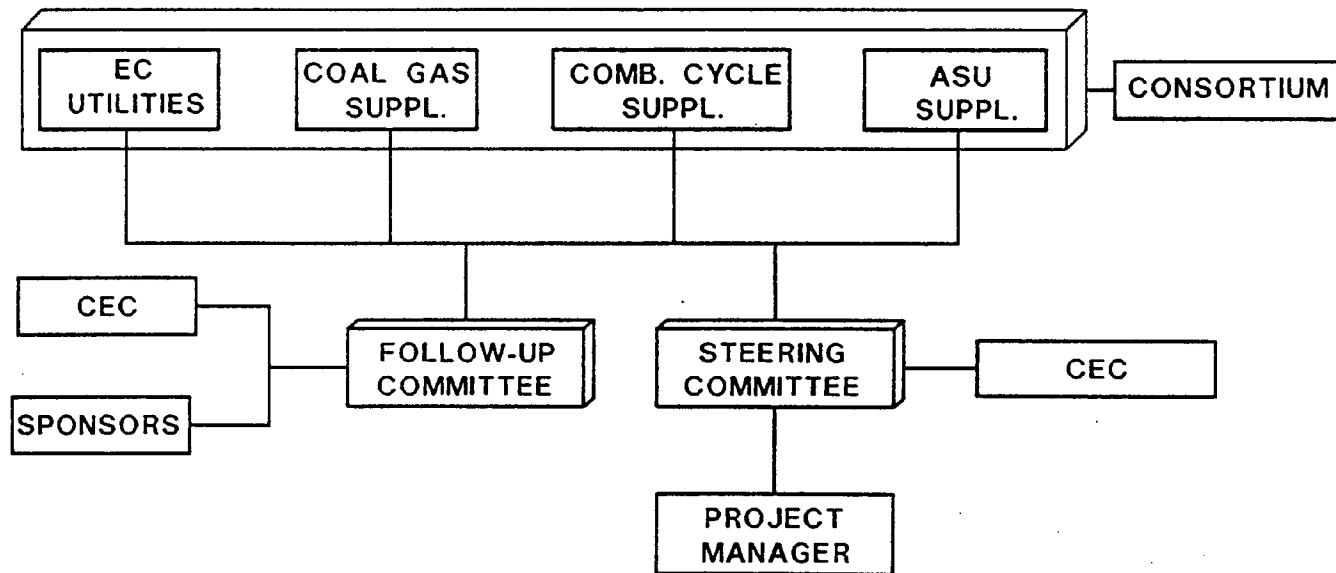 EC
UTILITIES
COAL GAS
SUPPL.
COMB. CYCLE
SUPPL.
ASU
SUPPL.
CONSORTIUM
CEC
SPONSORS
FOLLOW-UP
COMMITTEE
STEERING
COMMITTEE
CEC
PROJECT
MANAGER